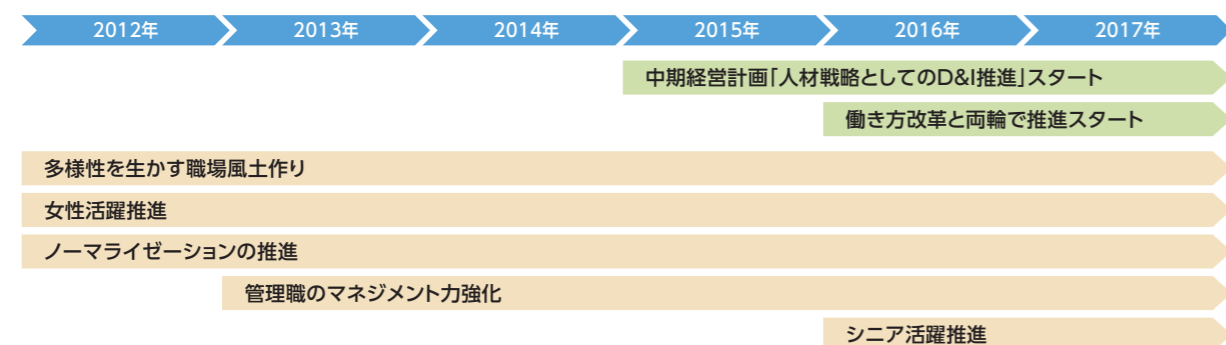 2012年 2013年 2014年 2015年 2016年 2017年
中期経営計画「人材戦略としてのD&I推進」スタート
働き方改革と両輪で推進スタート
多様性を生かす職場風土作り
女性活躍推進
ノーマライゼーションの推進
管理職のマネジメント力強化
シニア活躍推進